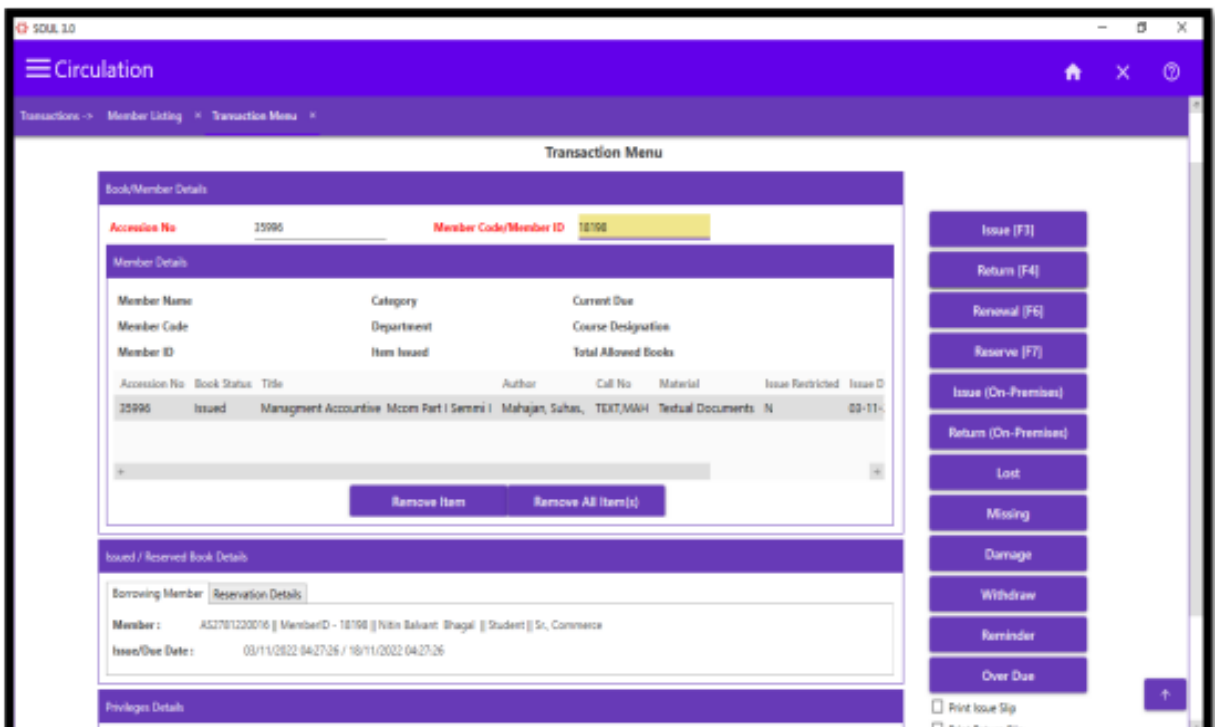 SOUL 3.0
Circulation
Transactions -> Member Listing × Transaction Menu ×
Transaction Menu
Book/Member Details
Accession No 35996 Member Code/Member ID 18198
Member Details
Member Name Category Current Due
Member Code Department Course Designation
Member ID Item Issued Total Allowed Books
Accession No Book Status Title Author Call No Material Issue Restricted Issue D
35996 Issued Managment Accountive Mcom Part I Semmi I Mahajan, Suhas, TEXT,MAH Textual Documents N 03-11-
Remove Item Remove All Item(s)
Issued / Reserved Book Details
Borrowing Member Reservation Details
Member : AS2781220016 || MemberID - 18198 || Nitin Balvant Bhagal || Student || Sr., Commerce
Issue/Due Date : 03/11/2022 04:27:26 / 18/11/2022 04:27:26
Privileges Details
Issue [F3]
Return [F4]
Renewal [F6]
Reserve [F7]
Issue (On-Premises)
Return (On-Premises)
Lost
Missing
Damage
Withdraw
Reminder
Over Due
Print Issue Slip